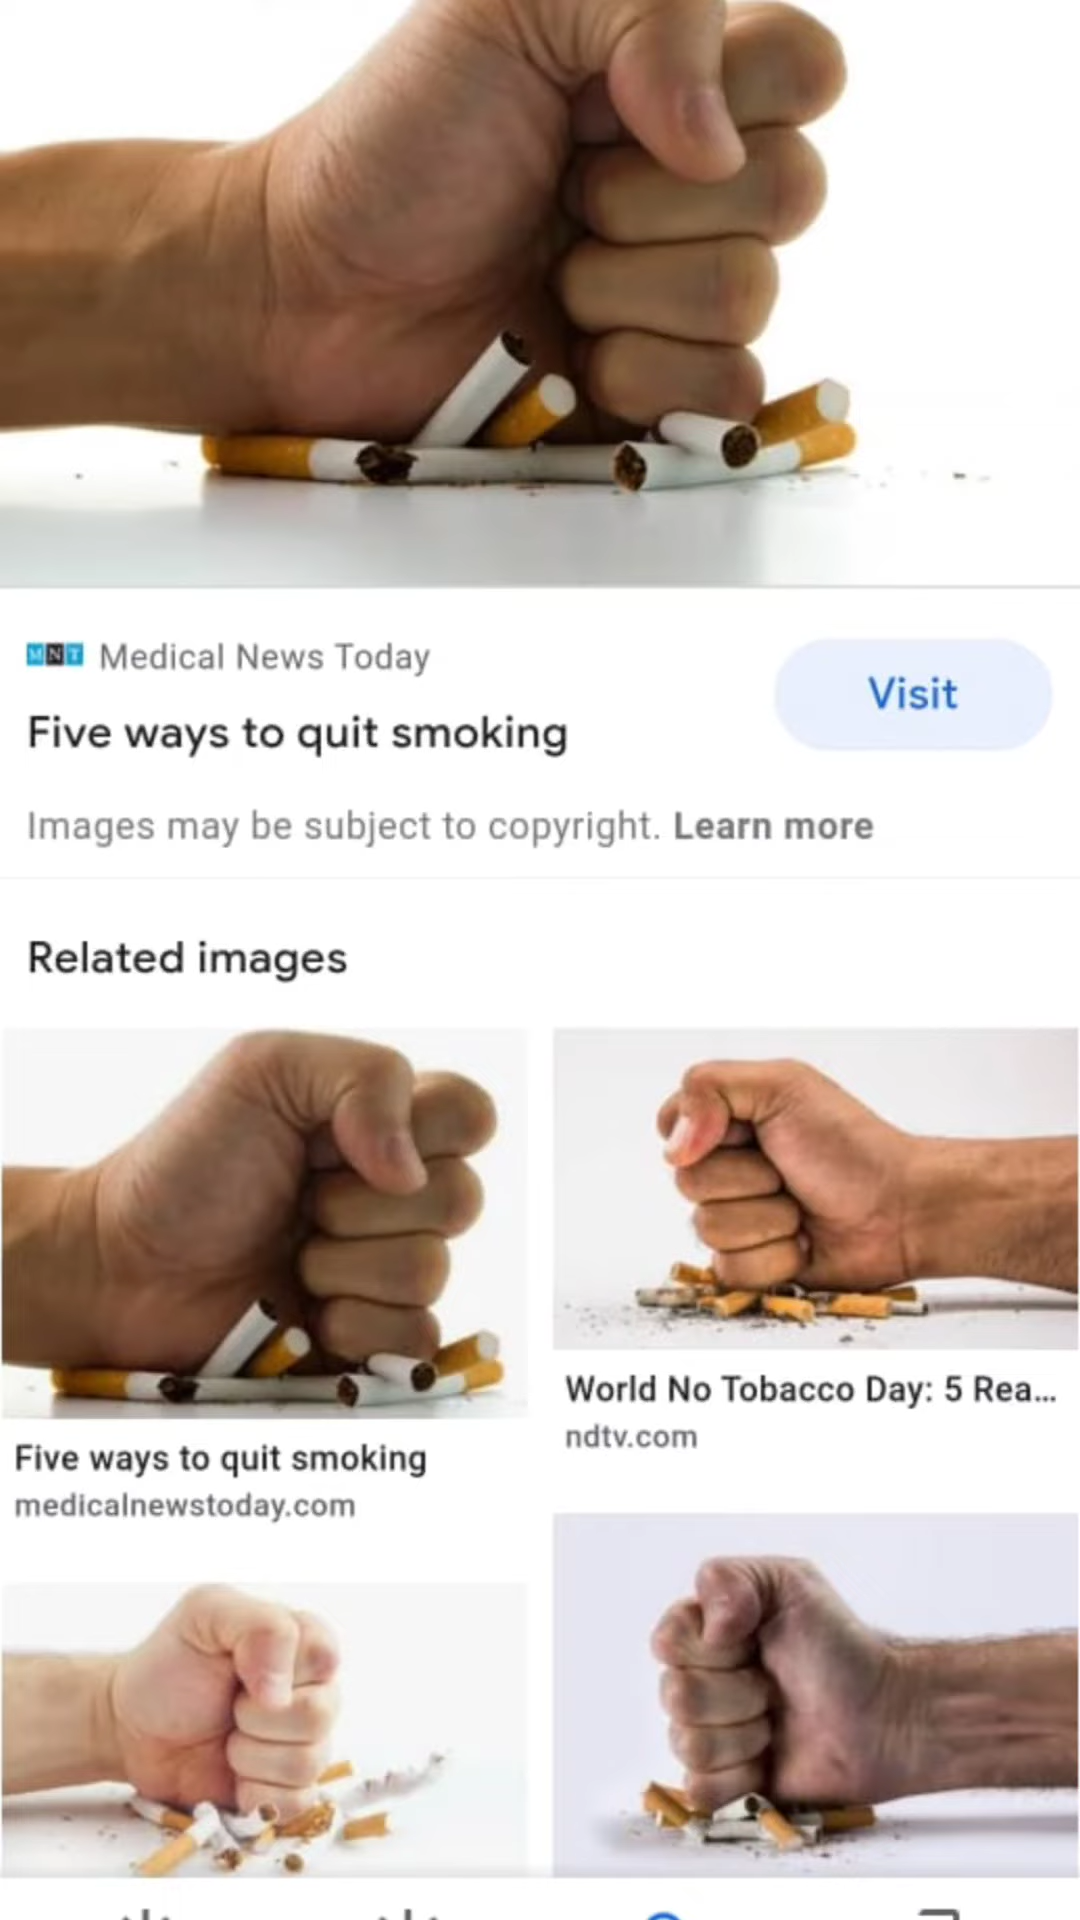 MNT Medical News Today
Visit
Five ways to quit smoking
Images may be subject to copyright. Learn more
Related images
World No Tobacco Day: 5 Rea...
ndtv.com
Five ways to quit smoking
medicalnewstoday.com